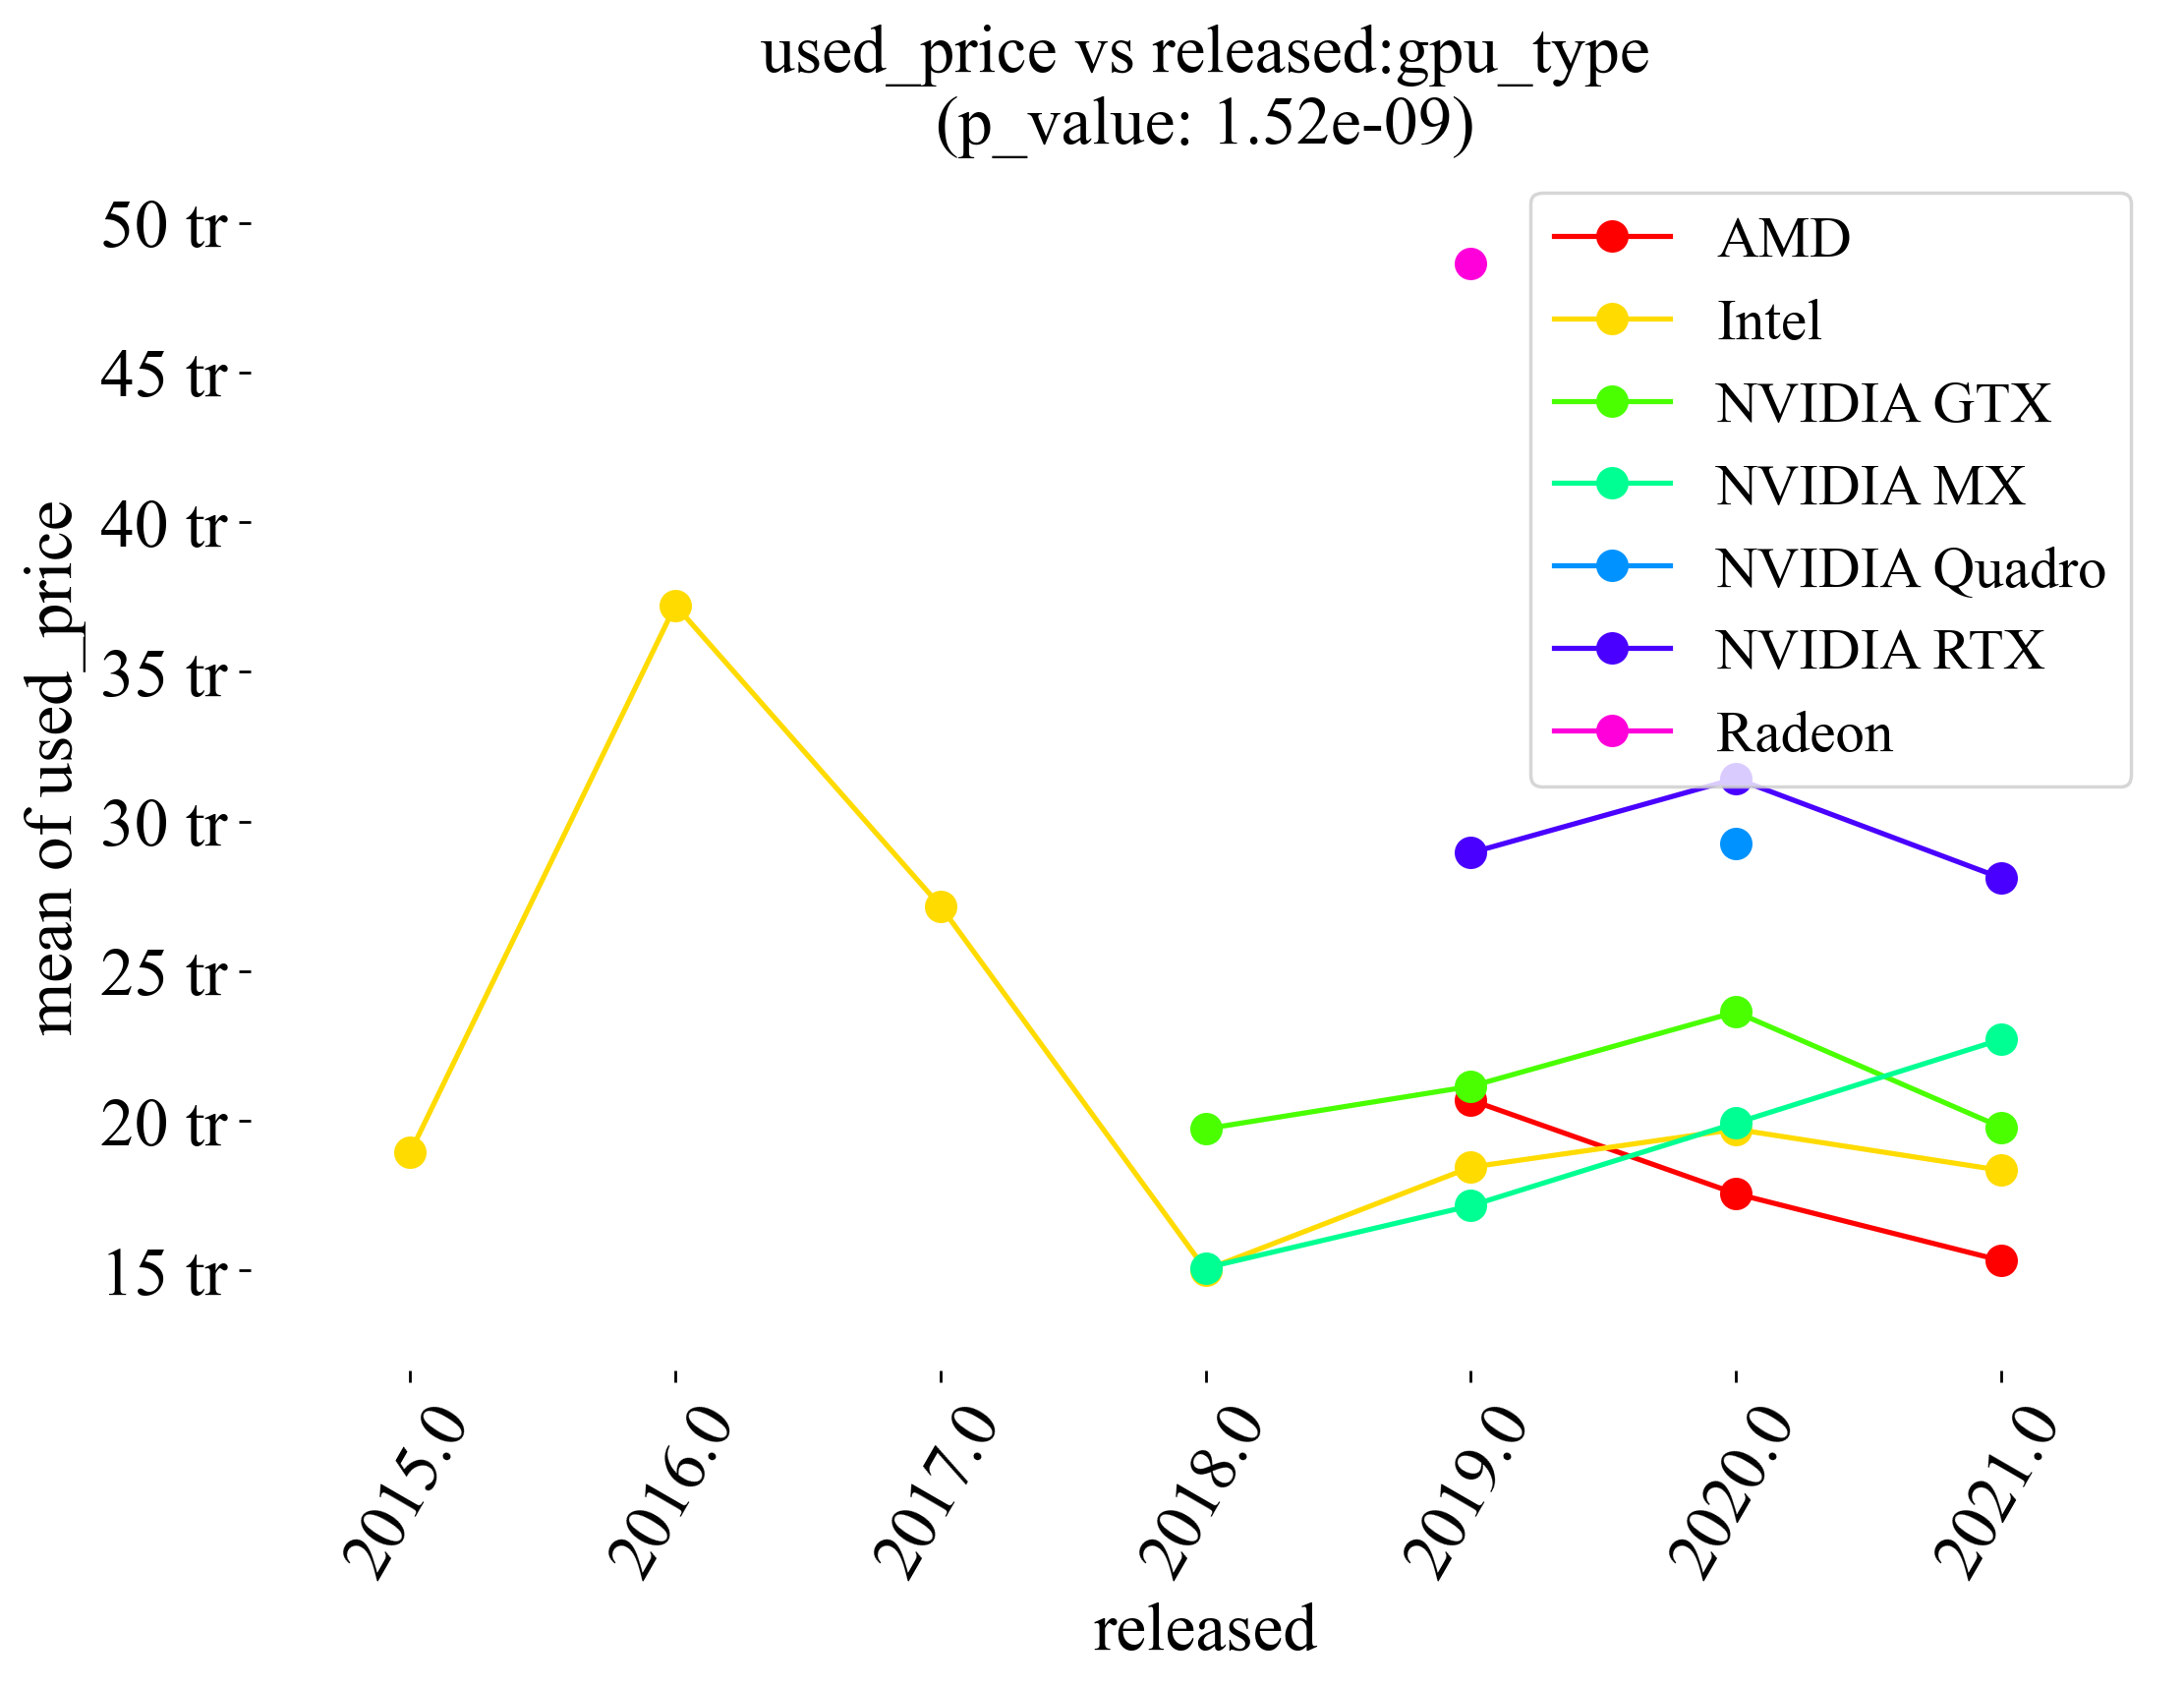 used_price vs released:gpu_type
(p_value: 1.52e-09)
50 tr
45 tr
40 tr
35 tr
30 tr
25 tr
20 tr
15 tr
mean of used_price
AMD
Intel
NVIDIA GTX
NVIDIA MX
NVIDIA Quadro
NVIDIA RTX
Radeon
2015.0
2016.0
2017.0
2018.0
2019.0
2020.0
2021.0
released